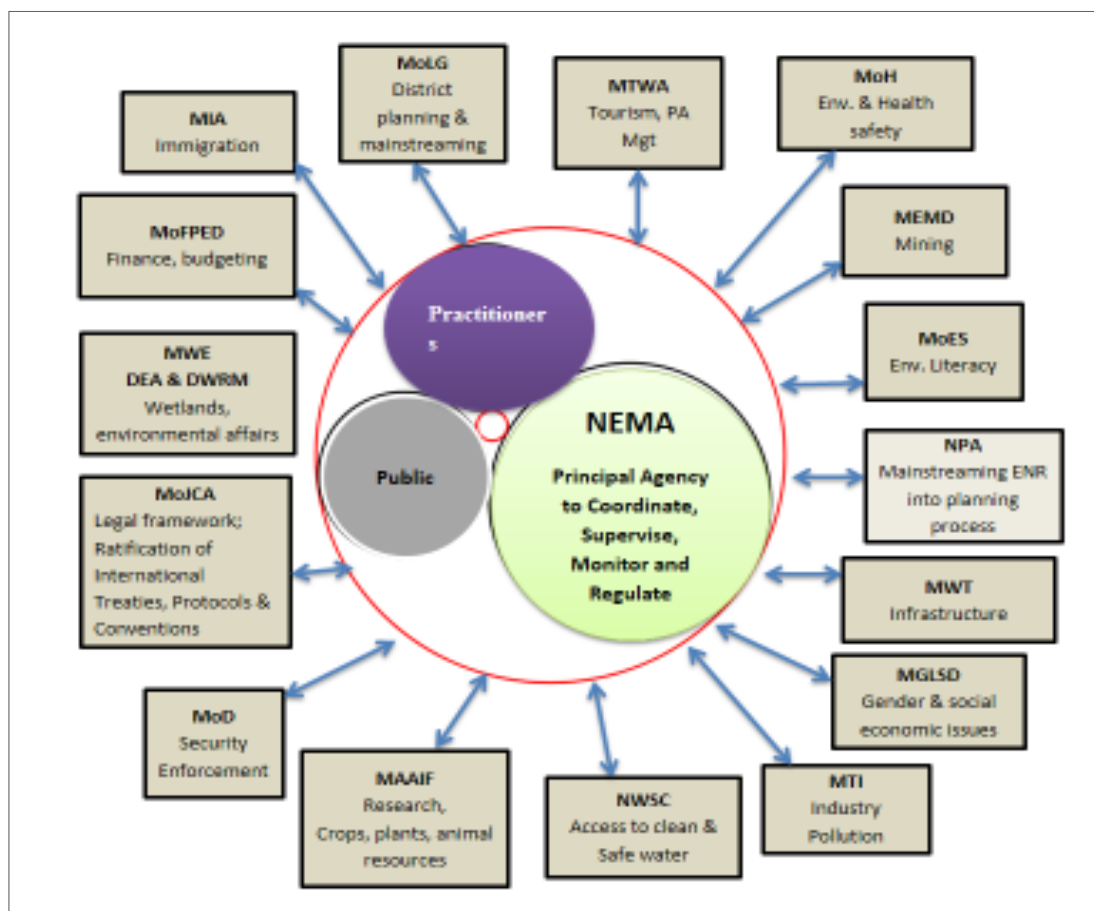 MoLG
District
planning &
mainstreaming
MTWA
Tourism, PA
Mgt
MoH
Env. & Health
safety
MIA
Immigration
MEMD
Mining
MoFPED
Finance, budgeting
Practitioner
s
MoES
Env. Literacy
MWE
DEA & DWRM
Wetlands,
environmental affairs
NEMA
Principal Agency
to Coordinate,
Supervise,
Monitor and
Regulate
Public
NPA
Mainstreaming ENR
into planning
process
MoJCA
Legal framework;
Ratification of
International
Treaties, Protocols &
Conventions
MWT
Infrastructure
MGLSD
Gender & social
economic issues
MoD
Security
Enforcement
MAAIF
Research,
Crops, plants, animal
resources
NWSC
Access to clean &
Safe water
MTI
Industry
Pollution